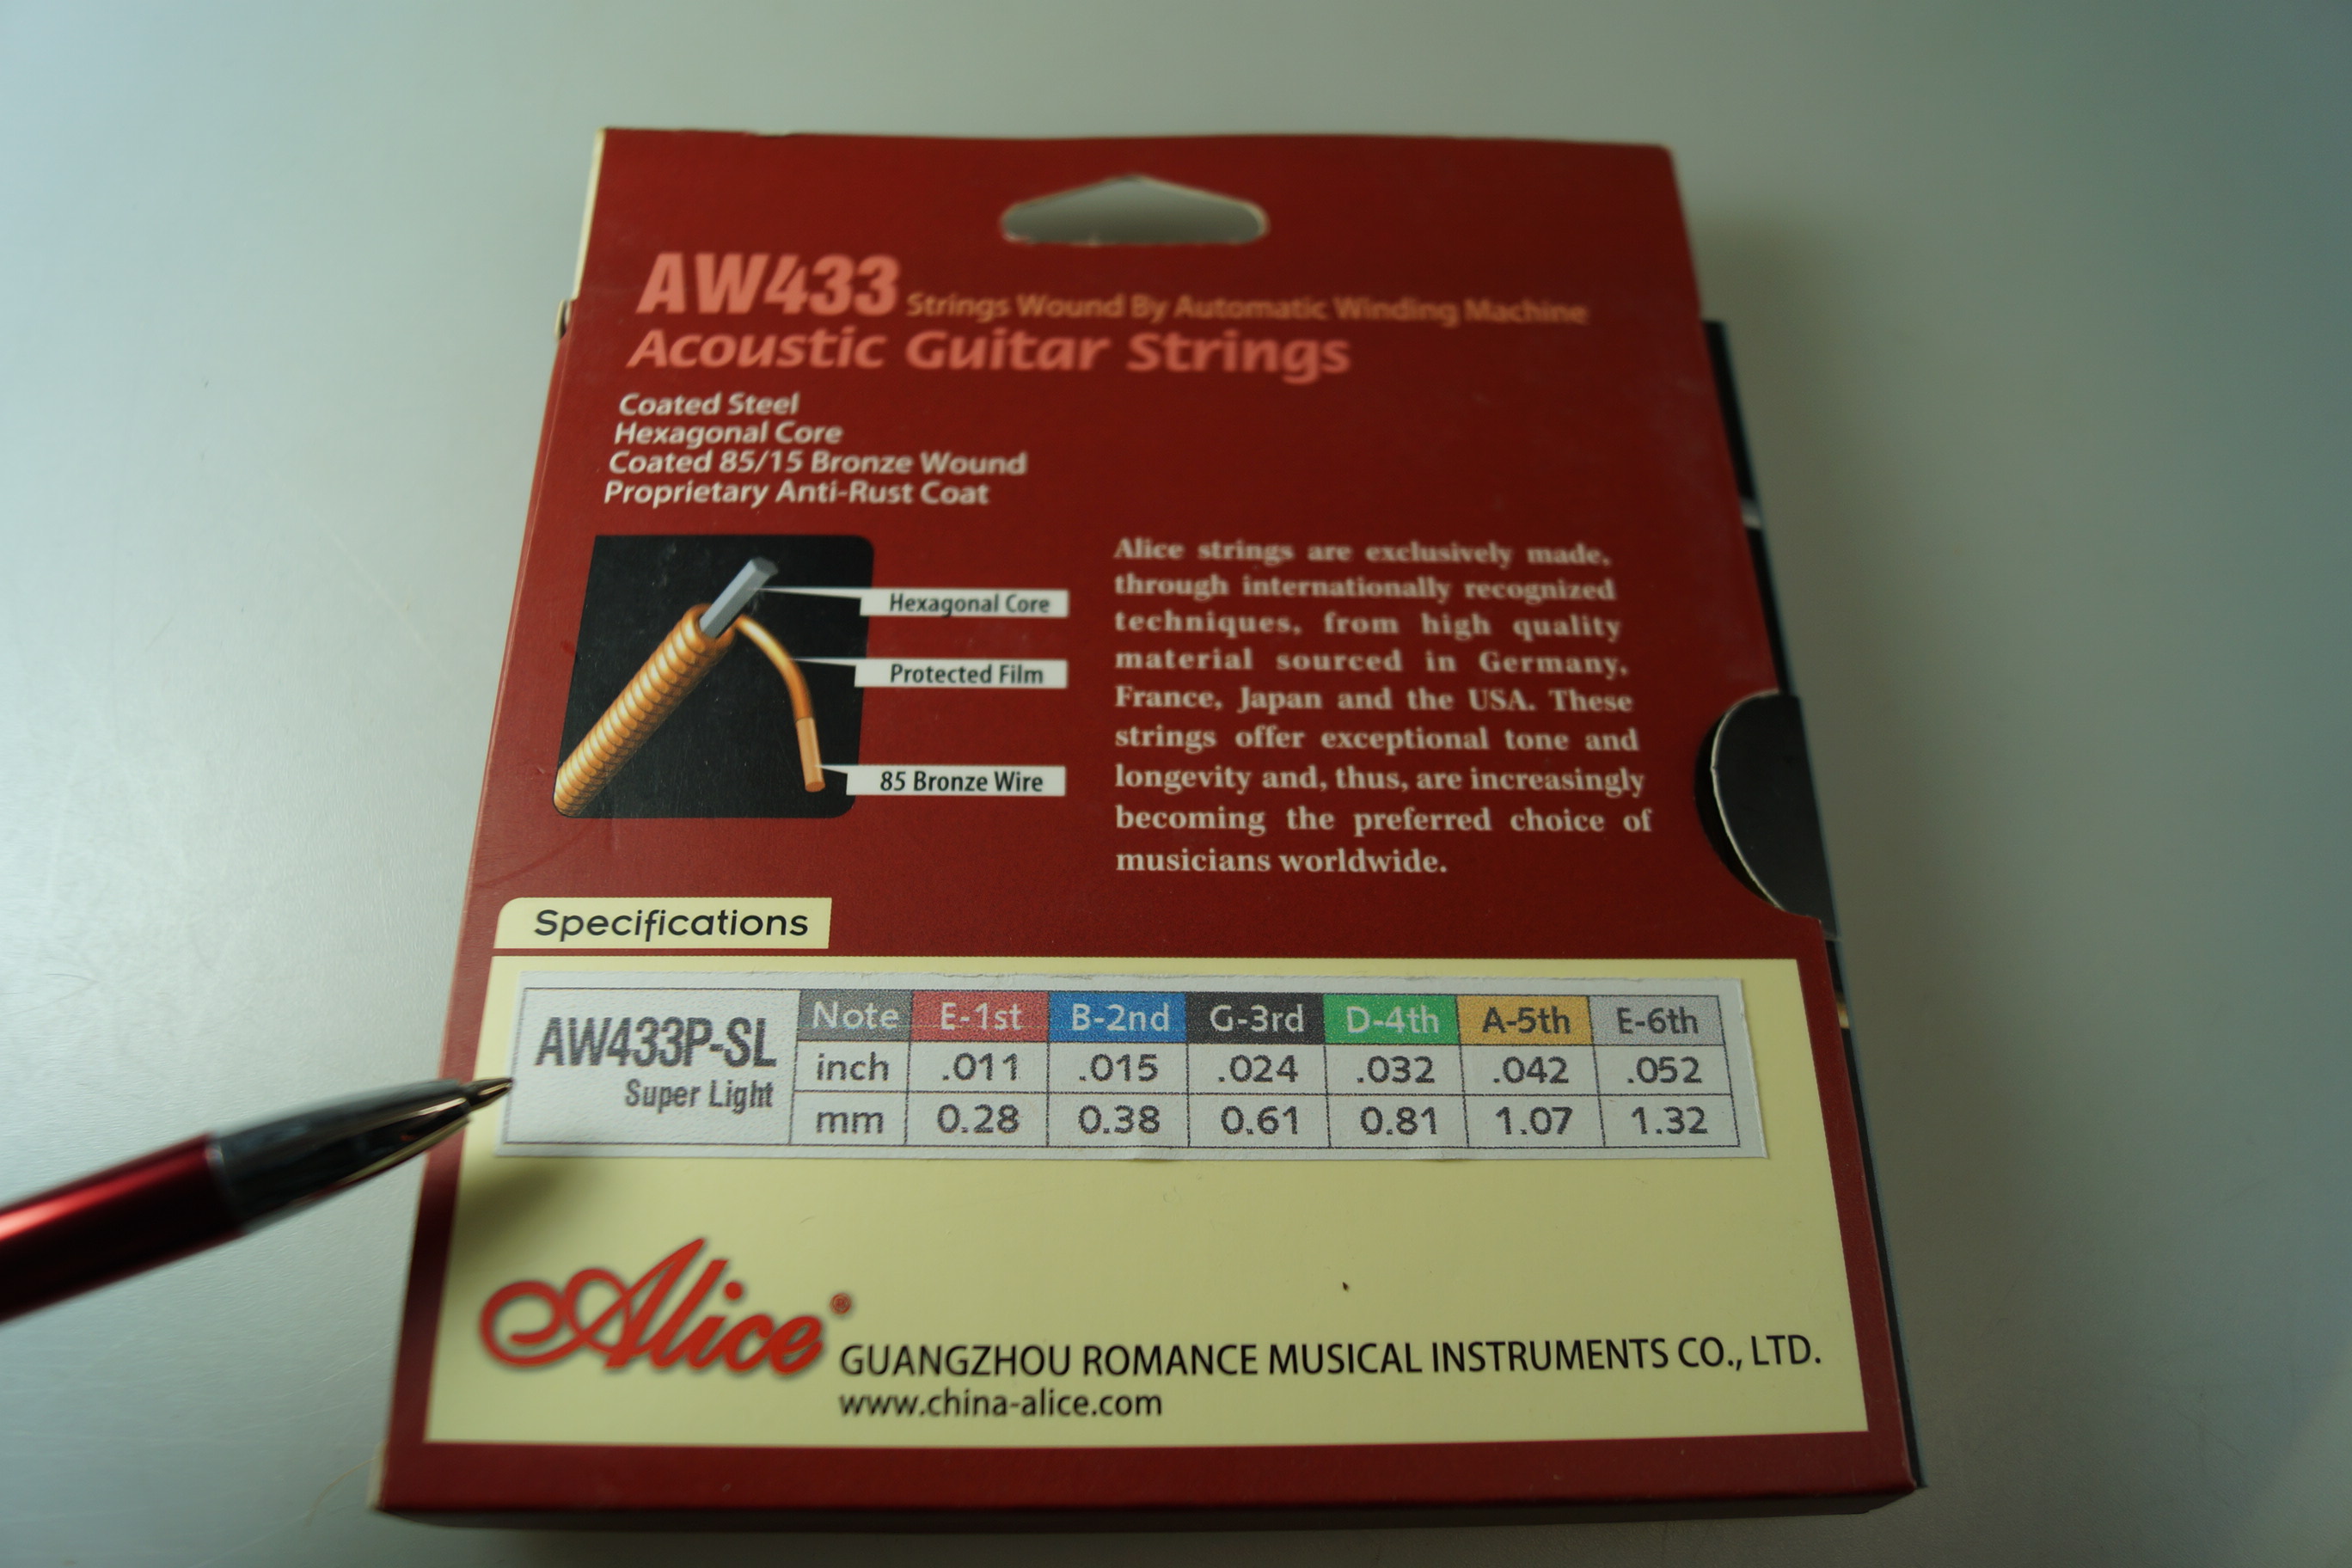 AW433 Strings Wound By Automatic Winding Machine
Acoustic Guitar Strings
Coated Steel
Hexagonal Core
Coated 85/15 Bronze Wound
Proprietary Anti-Rust Coat
Hexagonal Core
Protected Film
85 Bronze Wire
Alice strings are exclusively made,
through internationally recognized
techniques, from high quality
material sourced in Germany,
France, Japan and the USA. These
strings offer exceptional tone and
longevity and, thus, are increasingly
becoming the preferred choice of
musicians worldwide.
Specifications
AW433P-SL
Super Light
Note E-1st B-2nd G-3rd D-4th A-5th E-6th
inch .011 .015 .024 .032 .042 .052
mm 0.28 0.38 0.61 0.81 1.07 1.32
Alice®
GUANGZHOU ROMANCE MUSICAL INSTRUMENTS CO., LTD.
www.china-alice.com